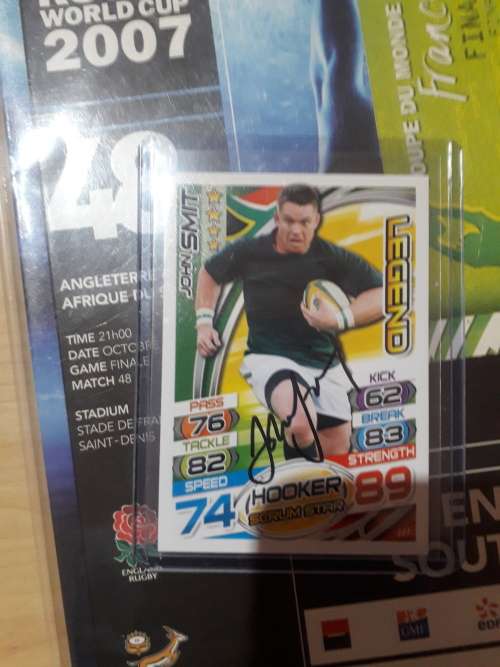 WORLD CUP
2007
48
COUPE DU MONDE
France
FINA
ANGLETERRE
AFRIQUE DU
TIME 21h00
DATE OCTOBRE
GAME FINALE
MATCH 48
STADIUM
STADE DE FRA
SAINT-DENIS
ENGLAND
RUGBY
JOHN SMIT
LEGEND
PASS
76
TACKLE
82
SPEED
74
KICK
62
BREAK
83
STRENGTH
89
HOOKER
SCRUM STAR
EN
SOUT
GMF